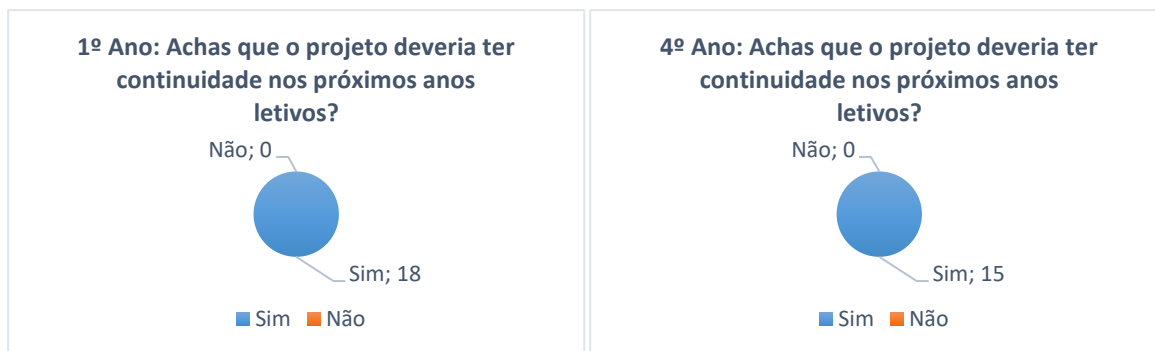 1º Ano: Achas que o projeto deveria ter
continuidade nos próximos anos
letivos?
Não; 0
Sim; 18
Sim Não
4º Ano: Achas que o projeto deveria ter
continuidade nos próximos anos
letivos?
Não; 0
Sim; 15
Sim Não